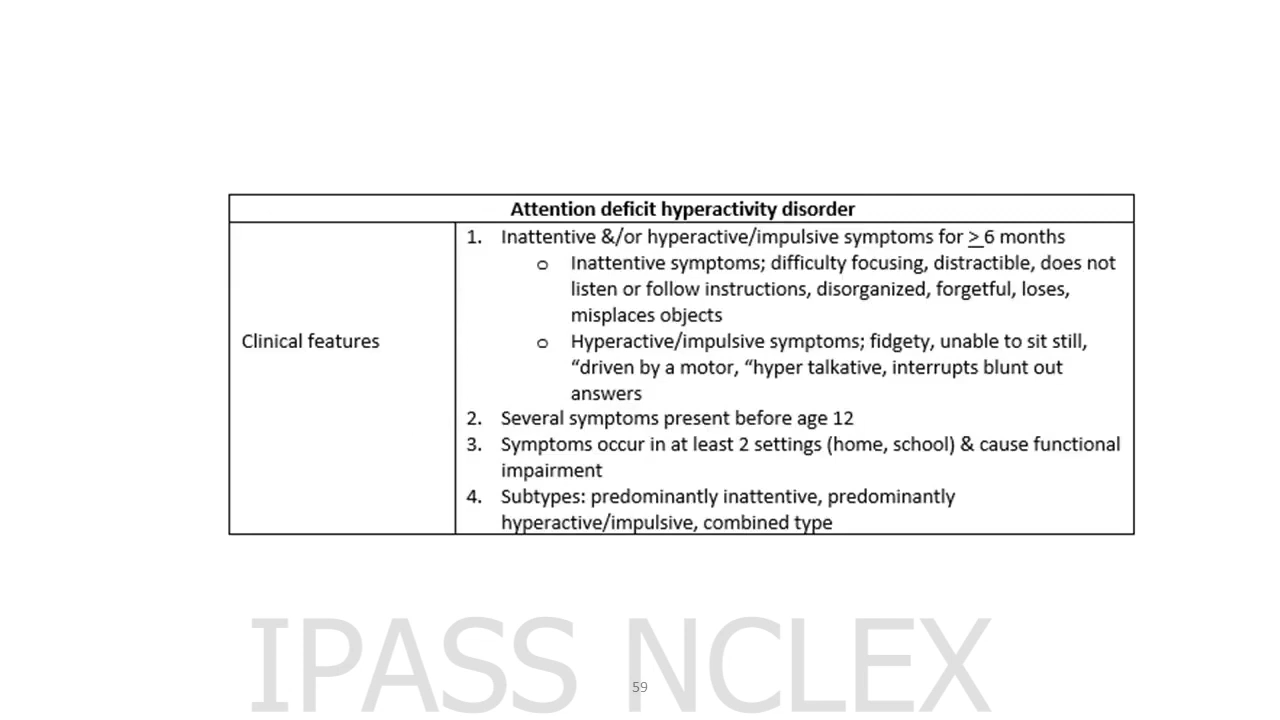 Attention deficit hyperactivity disorder
Clinical features
1. Inattentive &/or hyperactive/impulsive symptoms for > 6 months
o Inattentive symptoms; difficulty focusing, distractible, does not
listen or follow instructions, disorganized, forgetful, loses,
misplaces objects
o Hyperactive/impulsive symptoms; fidgety, unable to sit still,
“driven by a motor, “hyper talkative, interrupts blunt out
answers
2. Several symptoms present before age 12
3. Symptoms occur in at least 2 settings (home, school) & cause functional
impairment
4. Subtypes: predominantly inattentive, predominantly
hyperactive/impulsive, combined type
IPASS NCLEX
59